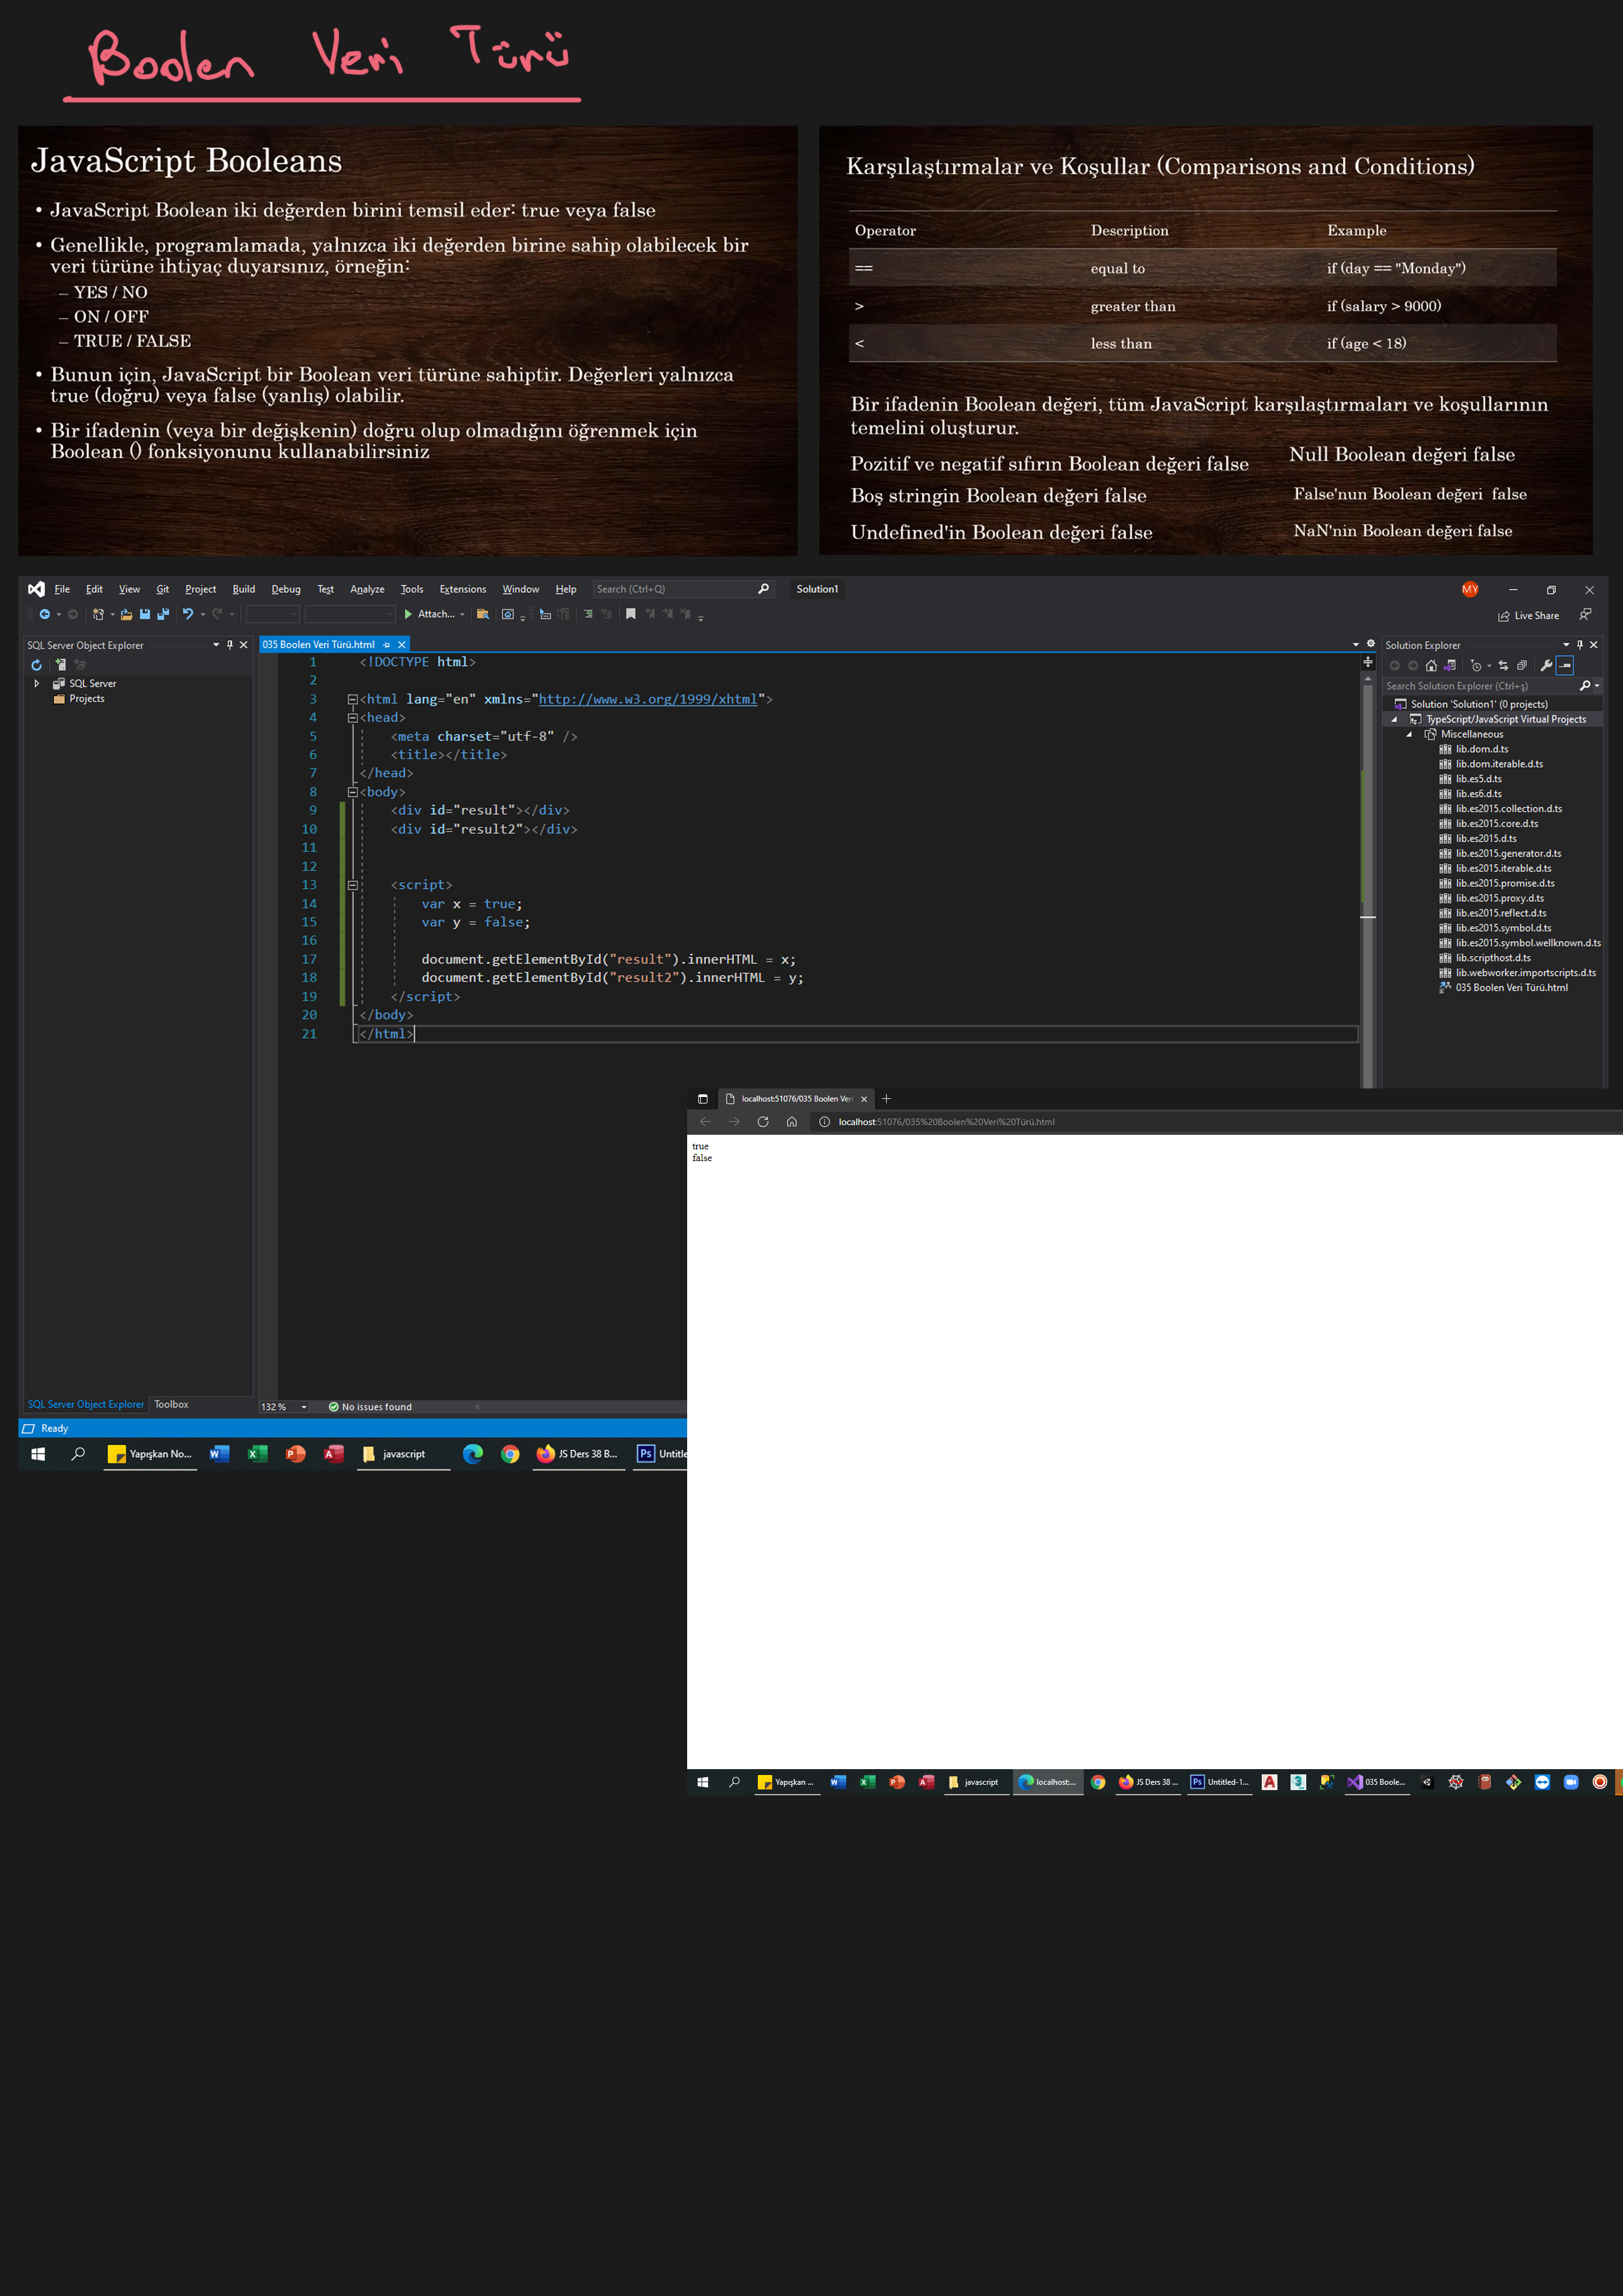 Boolen Veri Türü
JavaScript Booleans
• JavaScript Boolean iki değerden birini temsil eder: true veya false
• Genellikle, programlamada, yalnızca iki değerden birine sahip olabilecek bir
veri türüne ihtiyaç duyarsınız, örneğin:
– YES / NO
– ON / OFF
– TRUE / FALSE
• Bunun için, JavaScript bir Boolean veri türüne sahiptir. Değerleri yalnızca
true (doğru) veya false (yanlış) olabilir.
• Bir ifadenin (veya bir değişkenin) doğru olup olmadığını öğrenmek için
Boolean () fonksiyonunu kullanabilirsiniz
Karşılaştırmalar ve Koşullar (Comparisons and Conditions)
Operator Description Example
== equal to if (day == "Monday")
> greater than if (salary > 9000)
< less than if (age < 18)
Bir ifadenin Boolean değeri, tüm JavaScript karşılaştırmaları ve koşullarının
temelini oluşturur.
Pozitif ve negatif sıfırın Boolean değeri false
Null Boolean değeri false
Boş stringin Boolean değeri false
False'nun Boolean değeri false
Undefined'in Boolean değeri false
NaN'nin Boolean değeri false
File Edit View Git Project Build Debug Test Analyze Tools Extensions Window Help Search (Ctrl+Q) Solution1 MY
Attach... Live Share
SQL Server Object Explorer
SQL Server
Projects
035 Boolen Veri Türü.html
1 <!DOCTYPE html>
2
3 <html lang="en" xmlns="http://www.w3.org/1999/xhtml">
4 <head>
5 <meta charset="utf-8" />
6 <title></title>
7 </head>
8 <body>
9 <div id="result"></div>
10 <div id="result2"></div>
11
12
13 <script>
14 var x = true;
15 var y = false;
16
17 document.getElementById("result").innerHTML = x;
18 document.getElementById("result2").innerHTML = y;
19 </script>
20 </body>
21 </html>
Solution Explorer
Search Solution Explorer (Ctrl+ş)
Solution 'Solution1' (0 projects)
TypeScript/JavaScript Virtual Projects
Miscellaneous
lib.dom.d.ts
lib.dom.iterable.d.ts
lib.es5.d.ts
lib.es6.d.ts
lib.es2015.collection.d.ts
lib.es2015.core.d.ts
lib.es2015.d.ts
lib.es2015.generator.d.ts
lib.es2015.iterable.d.ts
lib.es2015.promise.d.ts
lib.es2015.proxy.d.ts
lib.es2015.reflect.d.ts
lib.es2015.symbol.d.ts
lib.es2015.symbol.wellknown.d.ts
lib.scripthost.d.ts
lib.webworker.importscripts.d.ts
035 Boolen Veri Türü.html
localhost:51076/035 Boolen Veri
localhost:51076/035%20Boolen%20Veri%20Türü.html
true
false
SQL Server Object Explorer Toolbox
132 % No issues found
Ready
Yapışkan No... javascript JS Ders 38 B... Ps Untitle
Yapışkan ... javascript localhost:... JS Ders 38 ... Ps Untitled-1... 035 Boole...